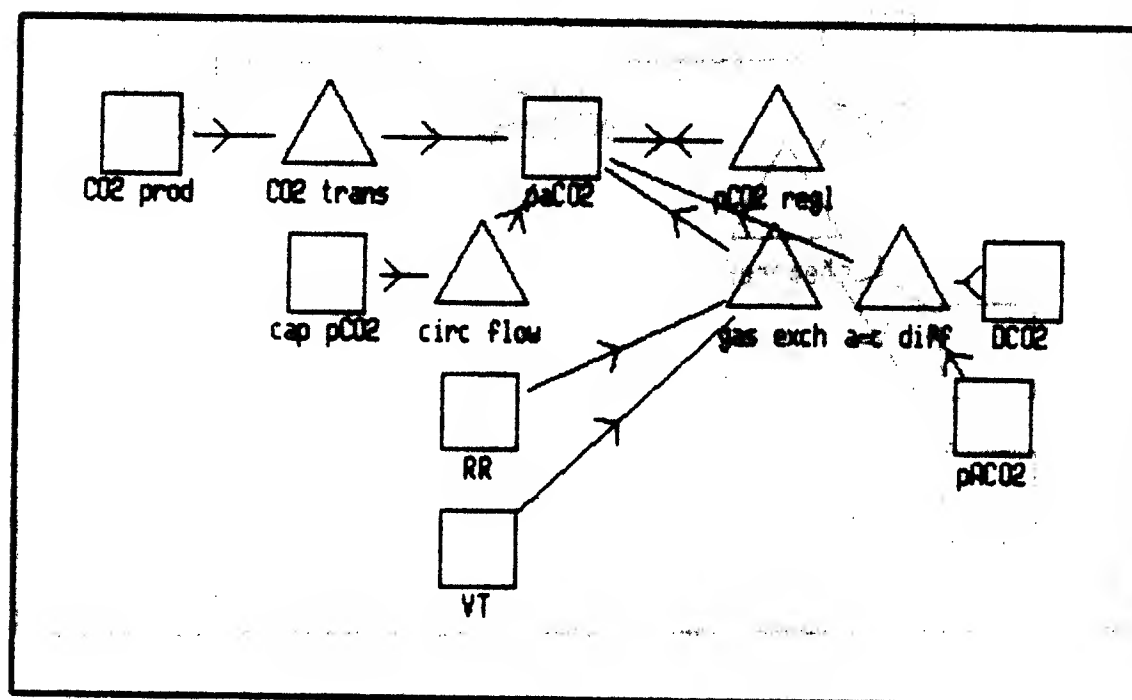 CO2 prod
CO2 trans
paCO2
pCO2 regl
cap pCO2
circ flow
gas exch
a=c diff
DCO2
RR
pACO2
VT